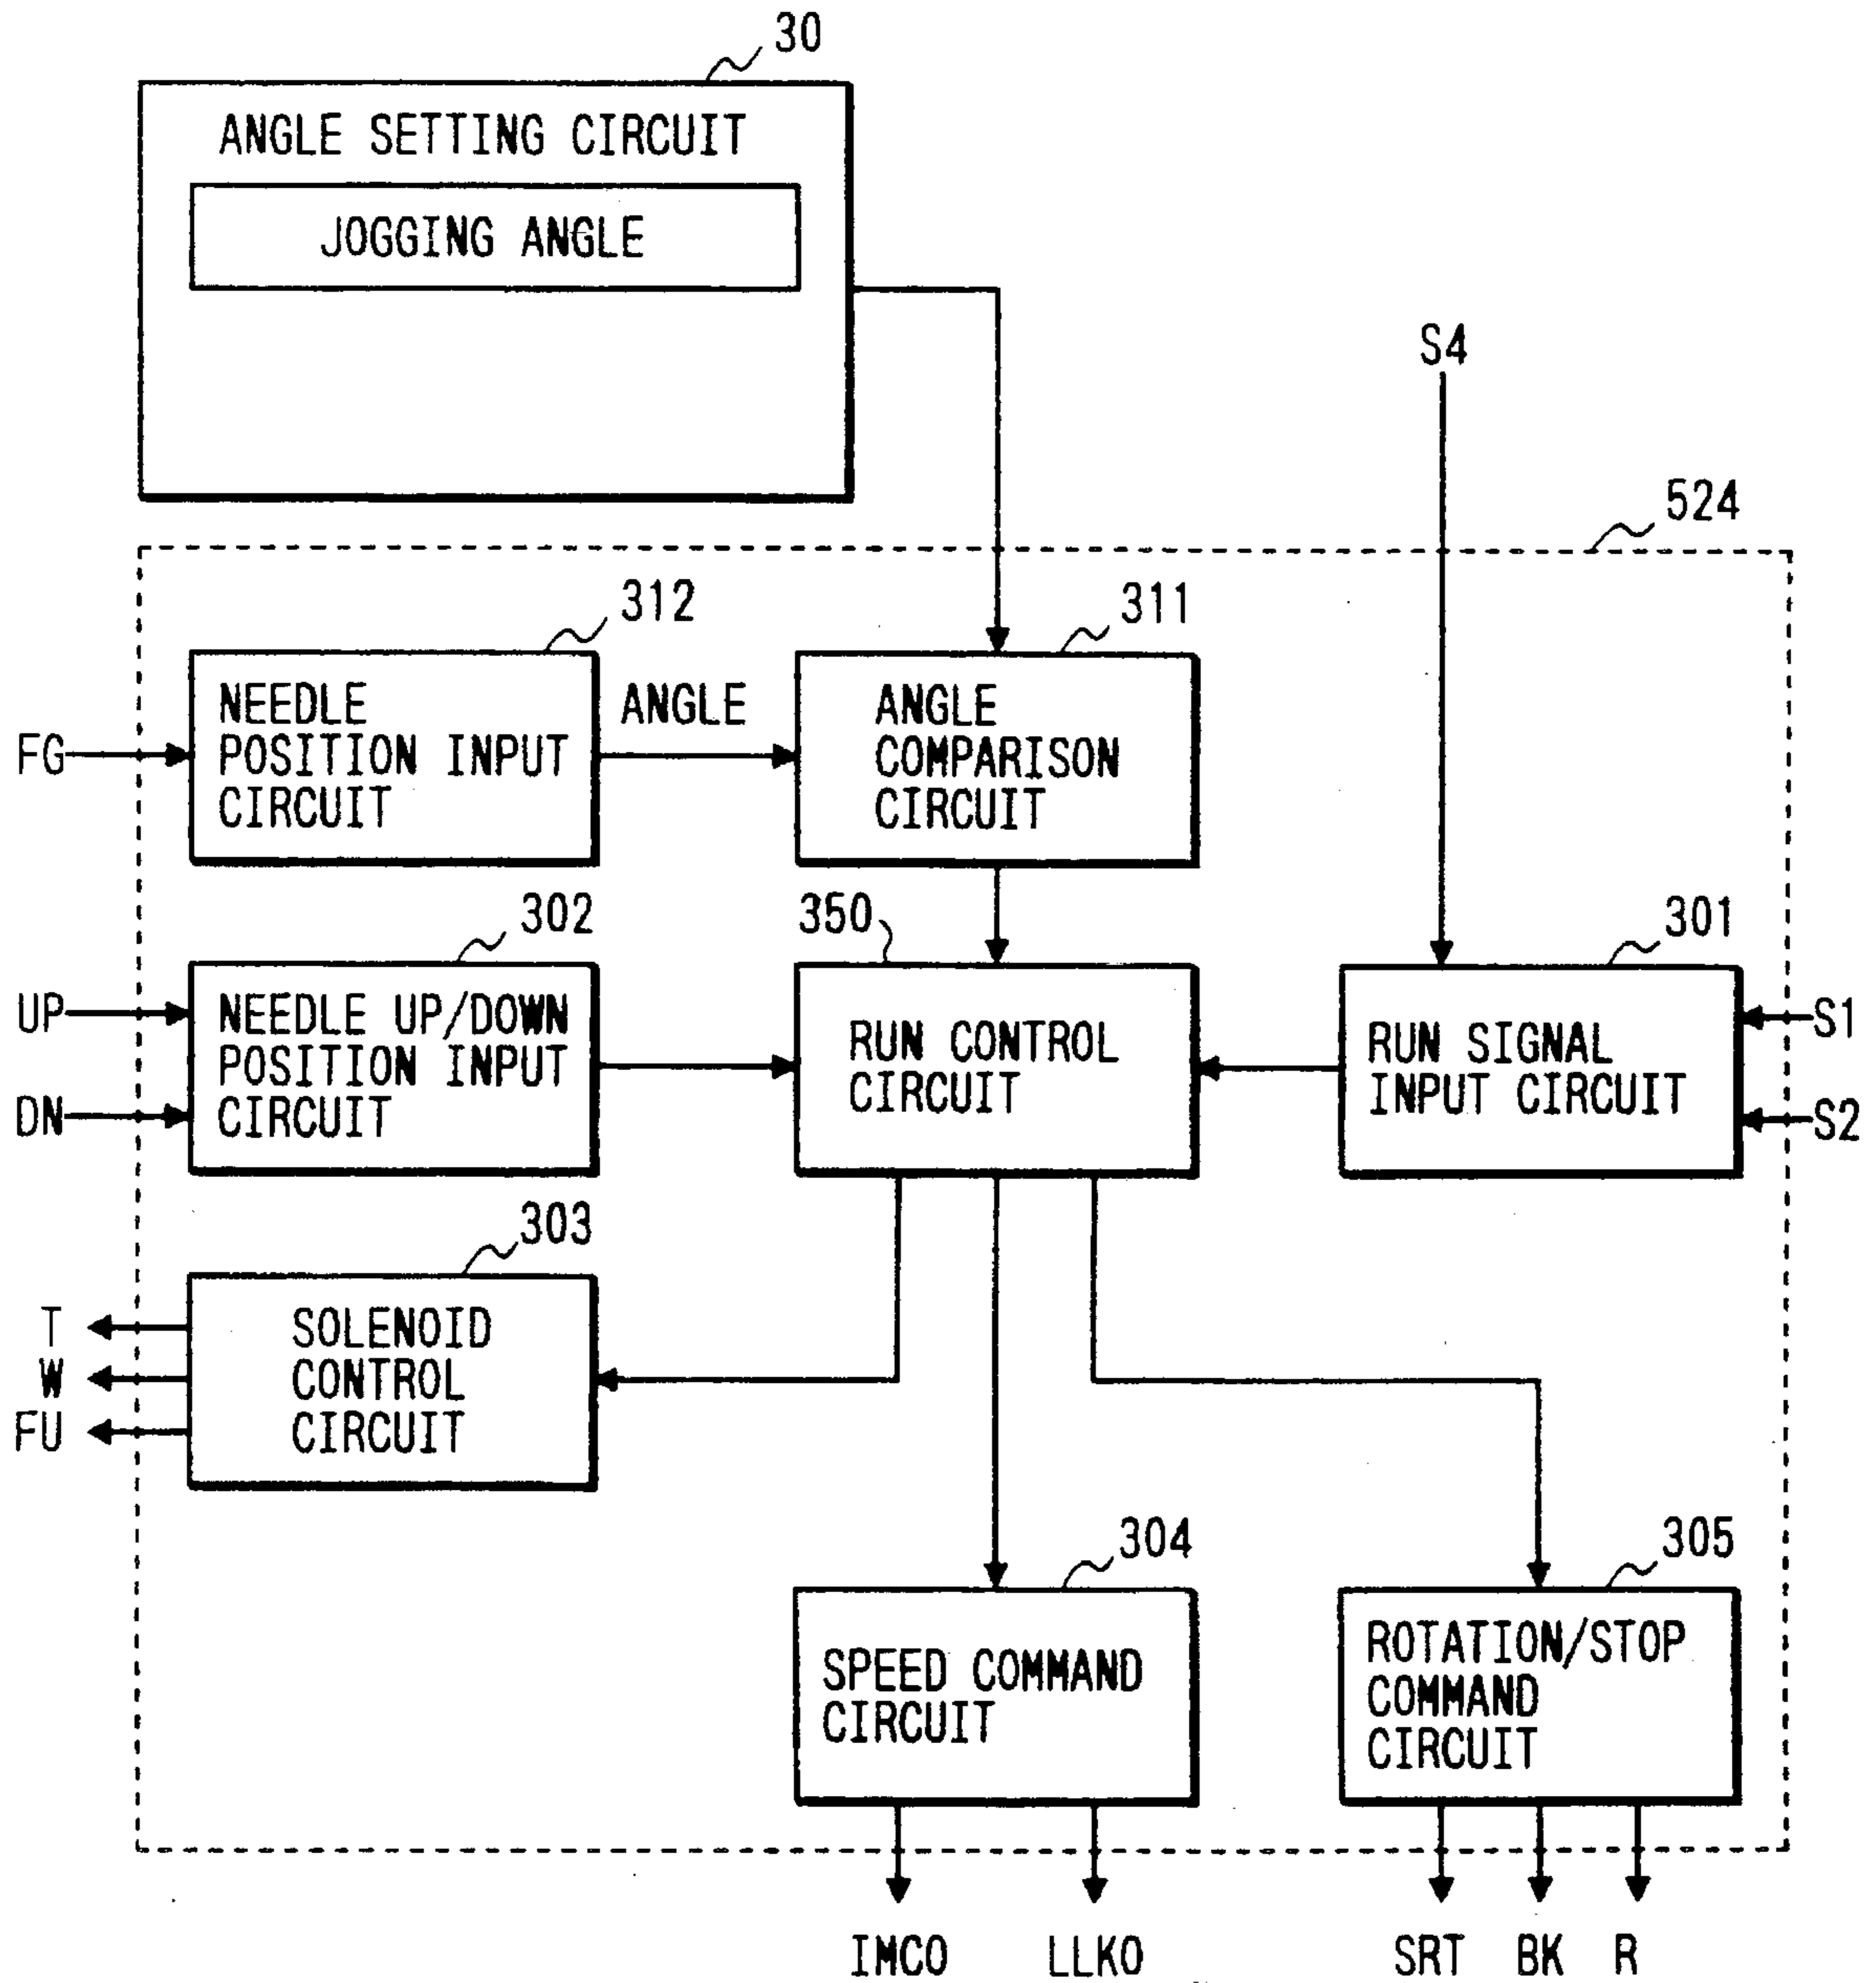 30
ANGLE SETTING CIRCUIT
JOGGING ANGLE
S4
524
312
311
FG
NEEDLE
POSITION INPUT
CIRCUIT
ANGLE
ANGLE
COMPARISON
CIRCUIT
302
350
301
UP
DN
NEEDLE UP/DOWN
POSITION INPUT
CIRCUIT
RUN CONTROL
CIRCUIT
RUN SIGNAL
INPUT CIRCUIT
S1
S2
303
T
W
FU
SOLENOID
CONTROL
CIRCUIT
304
305
SPEED COMMAND
CIRCUIT
ROTATION/STOP
COMMAND
CIRCUIT
IMCO
LLKO
SRT
BK
R